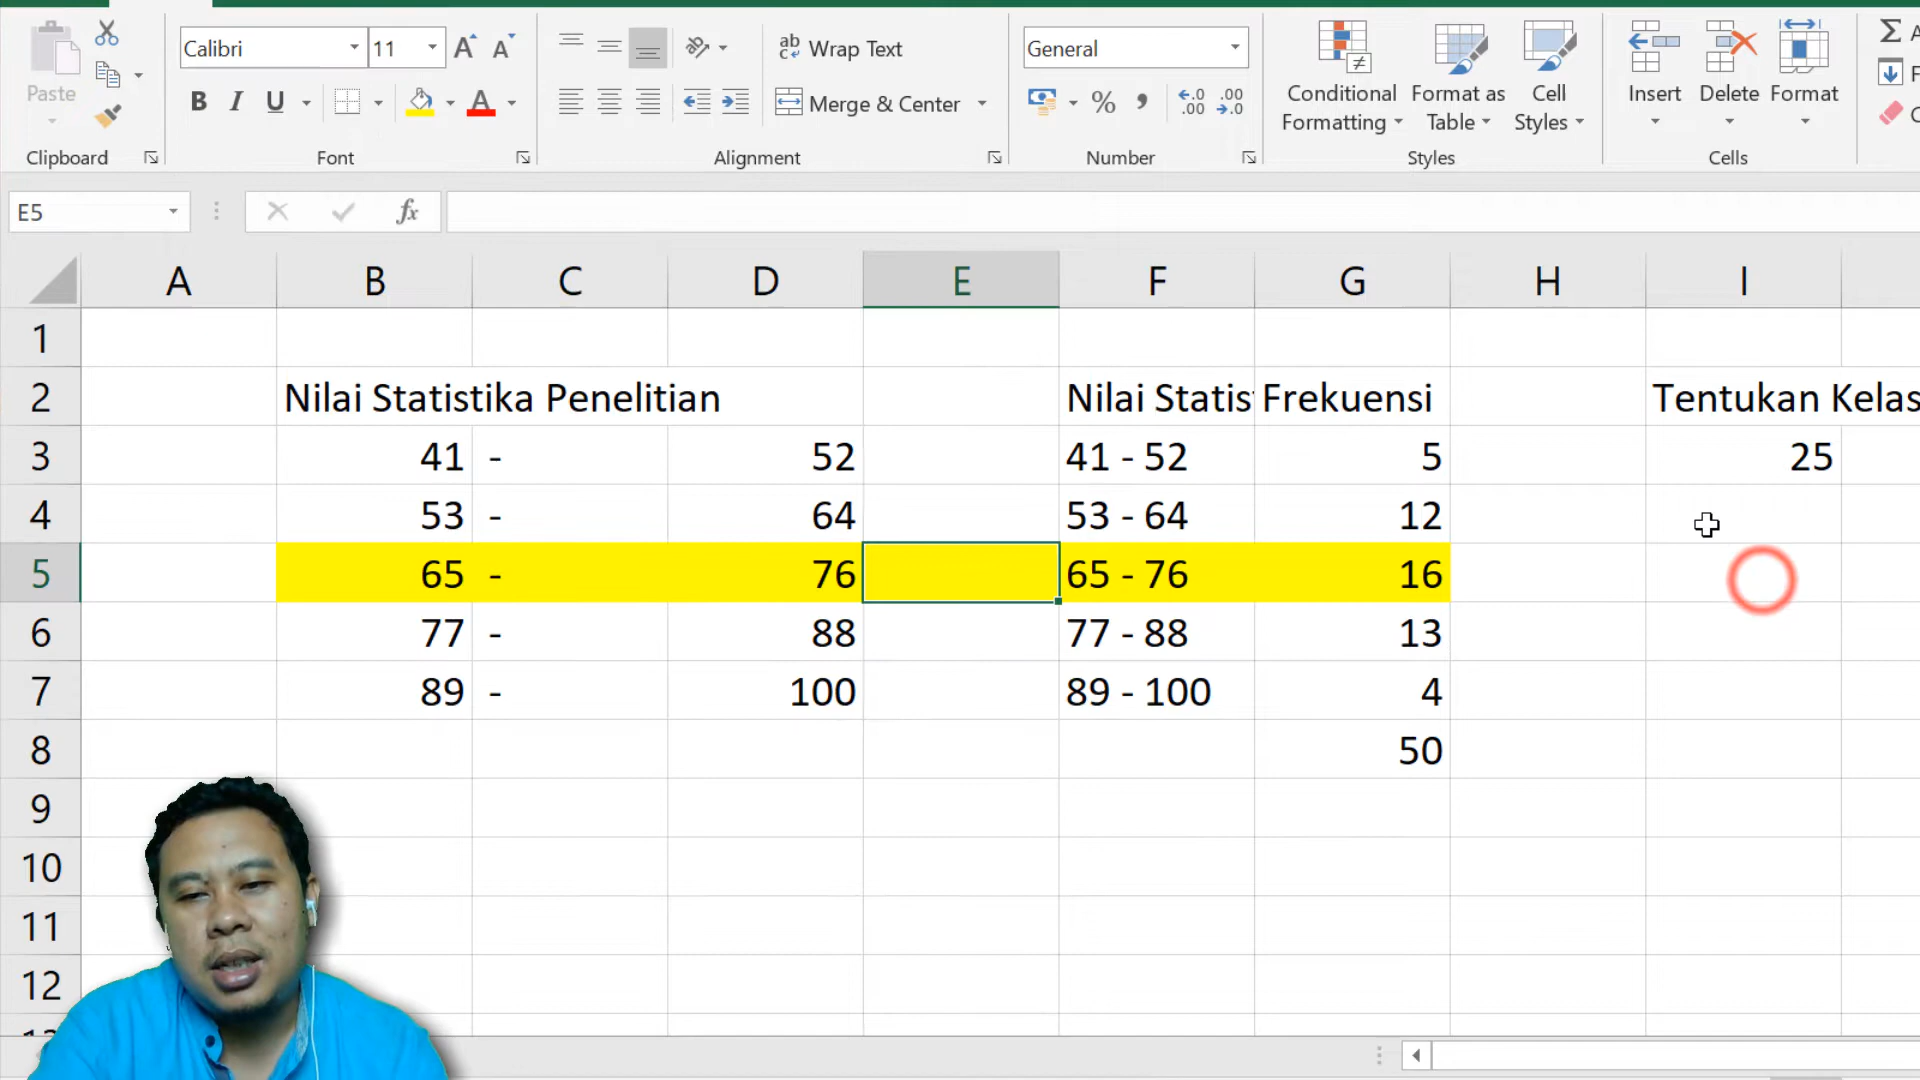 Calibri 11 Wrap Text General
Paste B I U Merge & Center % Conditional Formatting Format as Table Cell Styles Insert Delete Format
Clipboard Font Alignment Number Styles Cells
E5 fx
A B C D E F G H I
1
2 Nilai Statistika Penelitian Nilai Statis Frekuensi Tentukan Kelas
3 41 - 52 41 - 52 5 25
4 53 - 64 53 - 64 12
5 65 - 76 65 - 76 16
6 77 - 88 77 - 88 13
7 89 - 100 89 - 100 4
8 50
9
10
11
12